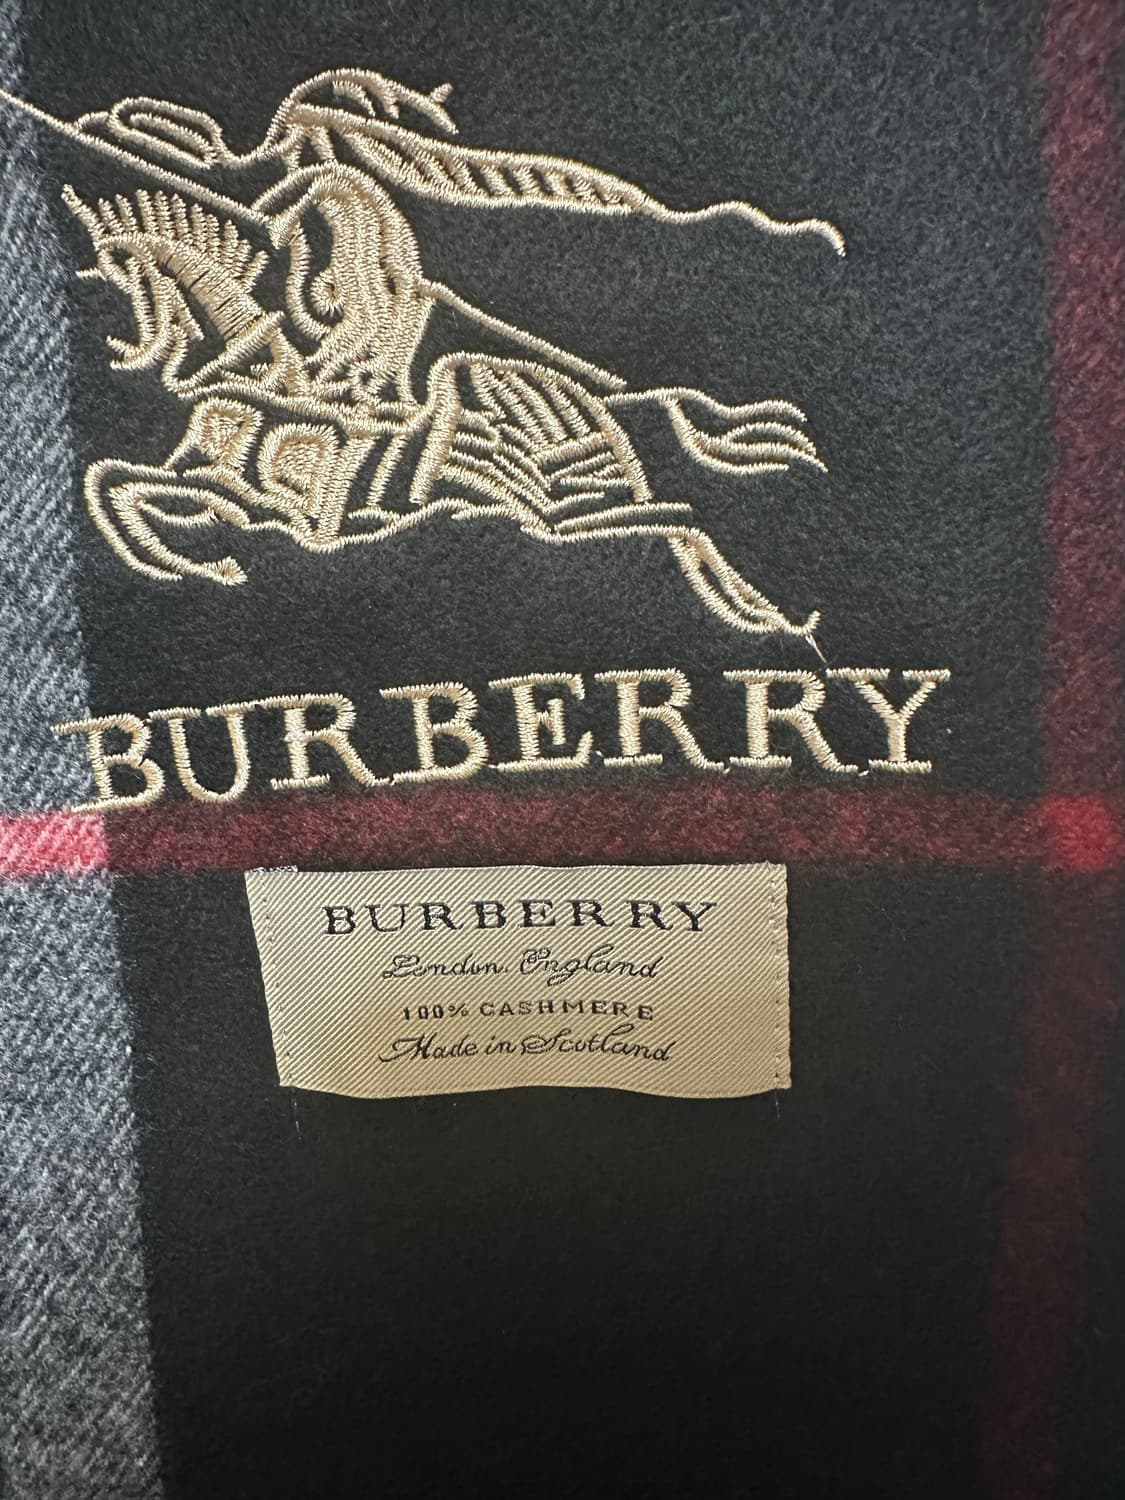 BURBERRY
BURBERRY
London. England
100% CASHMERE
Made in Scotland